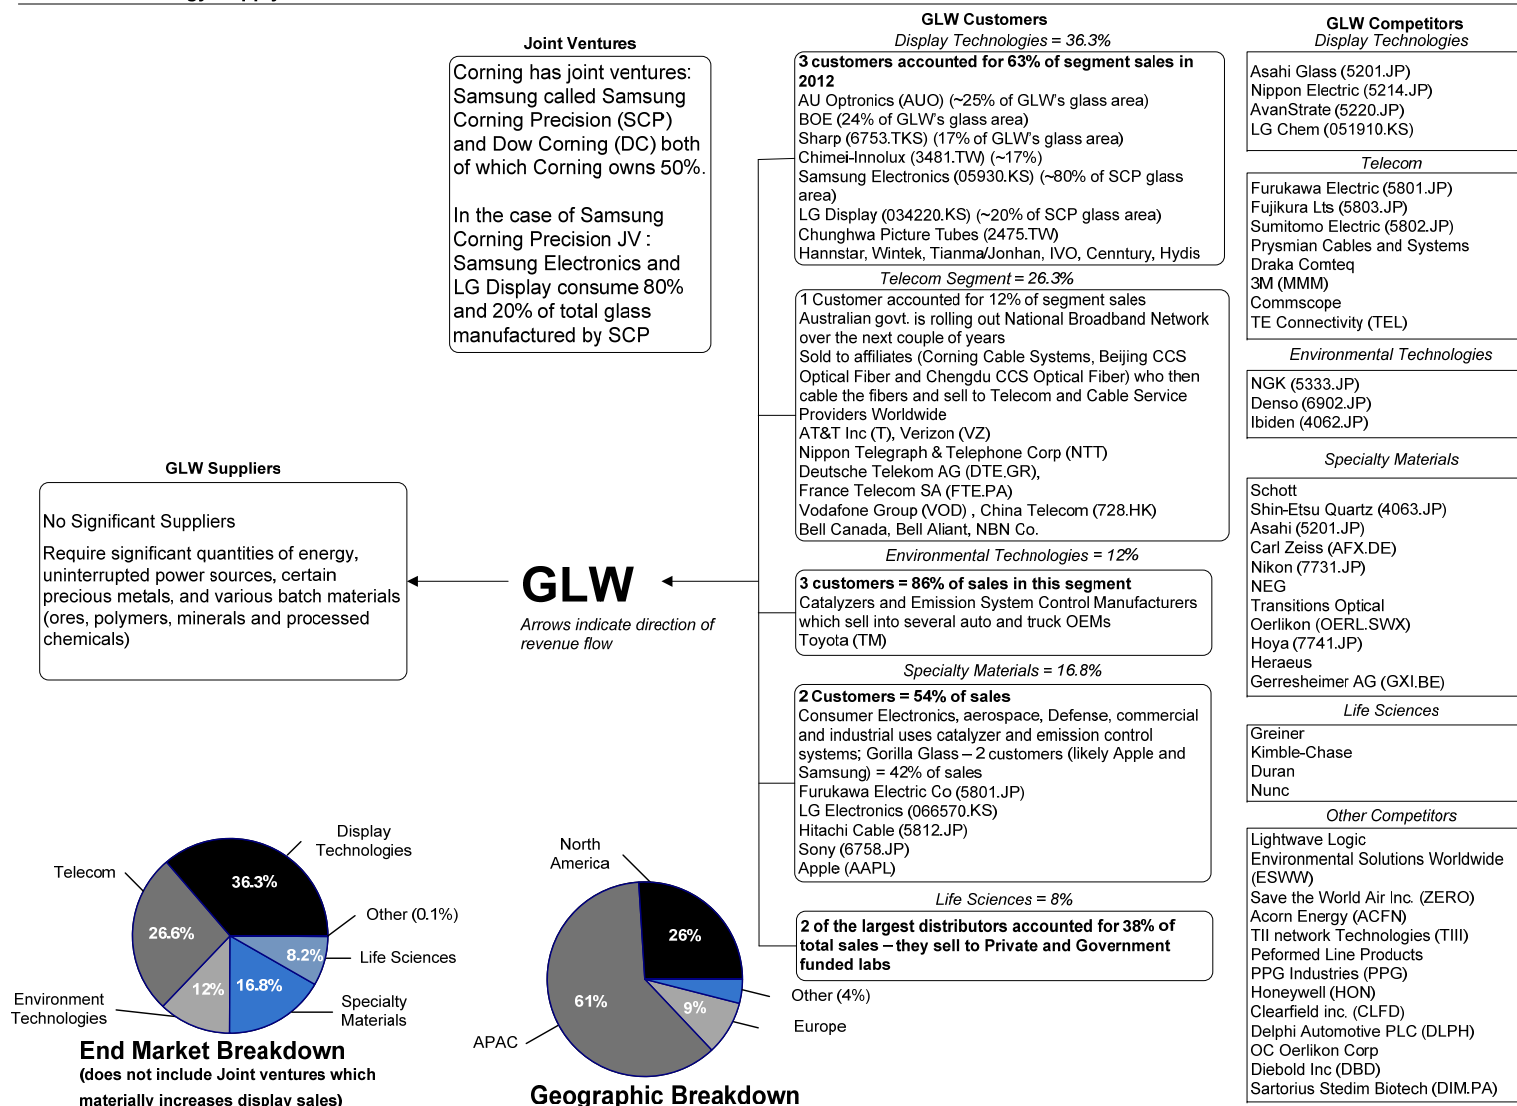 Joint Ventures
Corning has joint ventures:
Samsung called Samsung
Corning Precision (SCP)
and Dow Corning (DC) both
of which Corning owns 50%.
In the case of Samsung
Corning Precision JV :
Samsung Electronics and
LG Display consume 80%
and 20% of total glass
manufactured by SCP
GLW Suppliers
No Significant Suppliers
Require significant quantities of energy,
uninterrupted power sources, certain
precious metals, and various batch materials
(ores, polymers, minerals and processed
chemicals)
GLW
Arrows indicate direction of
revenue flow
GLW Customers
Display Technologies = 36.3%
3 customers accounted for 63% of segment sales in
2012
AU Optronics (AUO) (~25% of GLW's glass area)
BOE (24% of GLW's glass area)
Sharp (6753.TKS) (17% of GLW's glass area)
Chimei-Innolux (3481.TW) (~17%)
Samsung Electronics (05930.KS) (~80% of SCP glass
area)
LG Display (034220.KS) (~20% of SCP glass area)
Chunghwa Picture Tubes (2475.TW)
Hannstar, Wintek, Tianma/Jonhan, IVO, Cenntury, Hydis
Telecom Segment = 26.3%
1 Customer accounted for 12% of segment sales
Australian govt. is rolling out National Broadband Network
over the next couple of years
Sold to affiliates (Corning Cable Systems, Beijing CCS
Optical Fiber and Chengdu CCS Optical Fiber) who then
cable the fibers and sell to Telecom and Cable Service
Providers Worldwide
AT&T Inc (T), Verizon (VZ)
Nippon Telegraph & Telephone Corp (NTT)
Deutsche Telekom AG (DTE.GR),
France Telecom SA (FTE.PA)
Vodafone Group (VOD) , China Telecom (728.HK)
Bell Canada, Bell Aliant, NBN Co.
Environmental Technologies = 12%
3 customers = 86% of sales in this segment
Catalyzers and Emission System Control Manufacturers
which sell into several auto and truck OEMs
Toyota (TM)
Specialty Materials = 16.8%
2 Customers = 54% of sales
Consumer Electronics, aerospace, Defense, commercial
and industrial uses catalyzer and emission control
systems; Gorilla Glass – 2 customers (likely Apple and
Samsung) = 42% of sales
Furukawa Electric Co (5801.JP)
LG Electronics (066570.KS)
Hitachi Cable (5812.JP)
Sony (6758.JP)
Apple (AAPL)
Life Sciences = 8%
2 of the largest distributors accounted for 38% of
total sales – they sell to Private and Government
funded labs
GLW Competitors
Display Technologies
Asahi Glass (5201.JP)
Nippon Electric (5214.JP)
AvanStrate (5220.JP)
LG Chem (051910.KS)
Telecom
Furukawa Electric (5801.JP)
Fujikura Lts (5803.JP)
Sumitomo Electric (5802.JP)
Prysmian Cables and Systems
Draka Comteq
3M (MMM)
Commscope
TE Connectivity (TEL)
Environmental Technologies
NGK (5333.JP)
Denso (6902.JP)
Ibiden (4062.JP)
Specialty Materials
Schott
Shin-Etsu Quartz (4063.JP)
Asahi (5201.JP)
Carl Zeiss (AFX.DE)
Nikon (7731.JP)
NEG
Transitions Optical
Oerlikon (OERL.SWX)
Hoya (7741.JP)
Heraeus
Gerresheimer AG (GXI.BE)
Life Sciences
Greiner
Kimble-Chase
Duran
Nunc
Other Competitors
Lightwave Logic
Environmental Solutions Worldwide
(ESWW)
Save the World Air Inc. (ZERO)
Acorn Energy (ACFN)
TII network Technologies (TIII)
Peformed Line Products
PPG Industries (PPG)
Honeywell (HON)
Clearfield inc. (CLFD)
Delphi Automotive PLC (DLPH)
OC Oerlikon Corp
Diebold Inc (DBD)
Sartorius Stedim Biotech (DIM.PA)
Display
Technologies
Telecom
36.3%
Other (0.1%)
26.6%
8.2%
Life Sciences
12%
16.8%
Environment
Technologies
Specialty
Materials
End Market Breakdown
(does not include Joint ventures which
materially increases display sales)
North
America
26%
61%
Other (4%)
9%
Europe
APAC
Geographic Breakdown